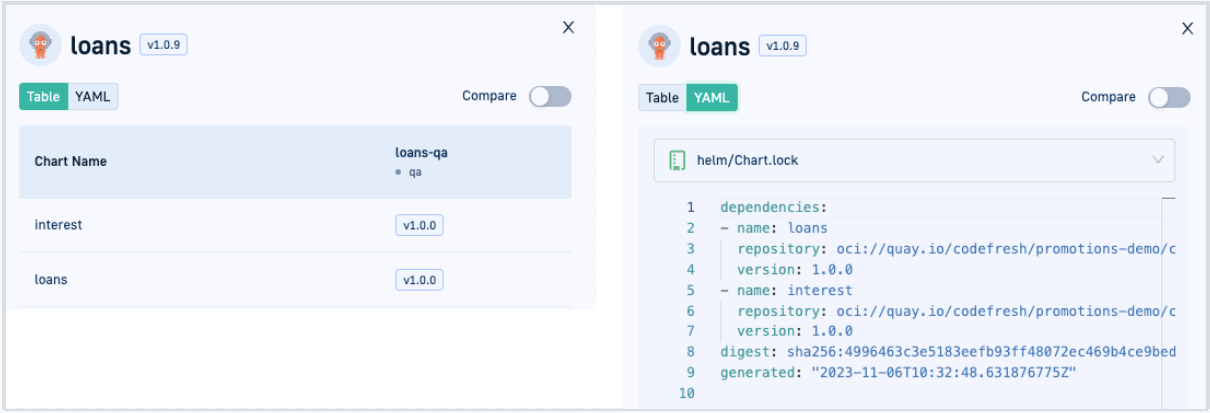 loans v1.0.9 X
Table YAML Compare
Chart Name loans-qa
qa
interest v1.0.0
loans v1.0.0
loans v1.0.9 X
Table YAML Compare
helm/Chart.lock
1 dependencies:
2 - name: loans
3 repository: oci://quay.io/codefresh/promotions-demo/c
4 version: 1.0.0
5 - name: interest
6 repository: oci://quay.io/codefresh/promotions-demo/c
7 version: 1.0.0
8 digest: sha256:4996463c3e5183eefb93ff48072ec469b4ce9bed
9 generated: "2023-11-06T10:32:48.631876775Z"
10